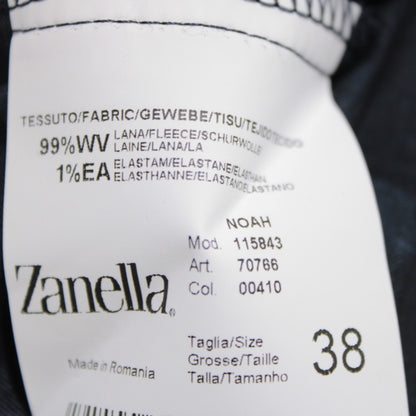 TESSUTO/FABRIC/GEWEBE/TISU/TEJIDO/TECIDO
99%WV LANA/FLEECE/SCHURWOLLE
LAINE/LANA/LA
1%EA ELASTAM/ELASTANE/ELASTHAN
ELASTHANNE/ELASTANE/ELASTANO
NOAH
Mod. 115843
Art. 70766
Col. 00410
Zanella®
Made in Romania
Taglia/Size
Grosse/Taille
Talla/Tamanho
38